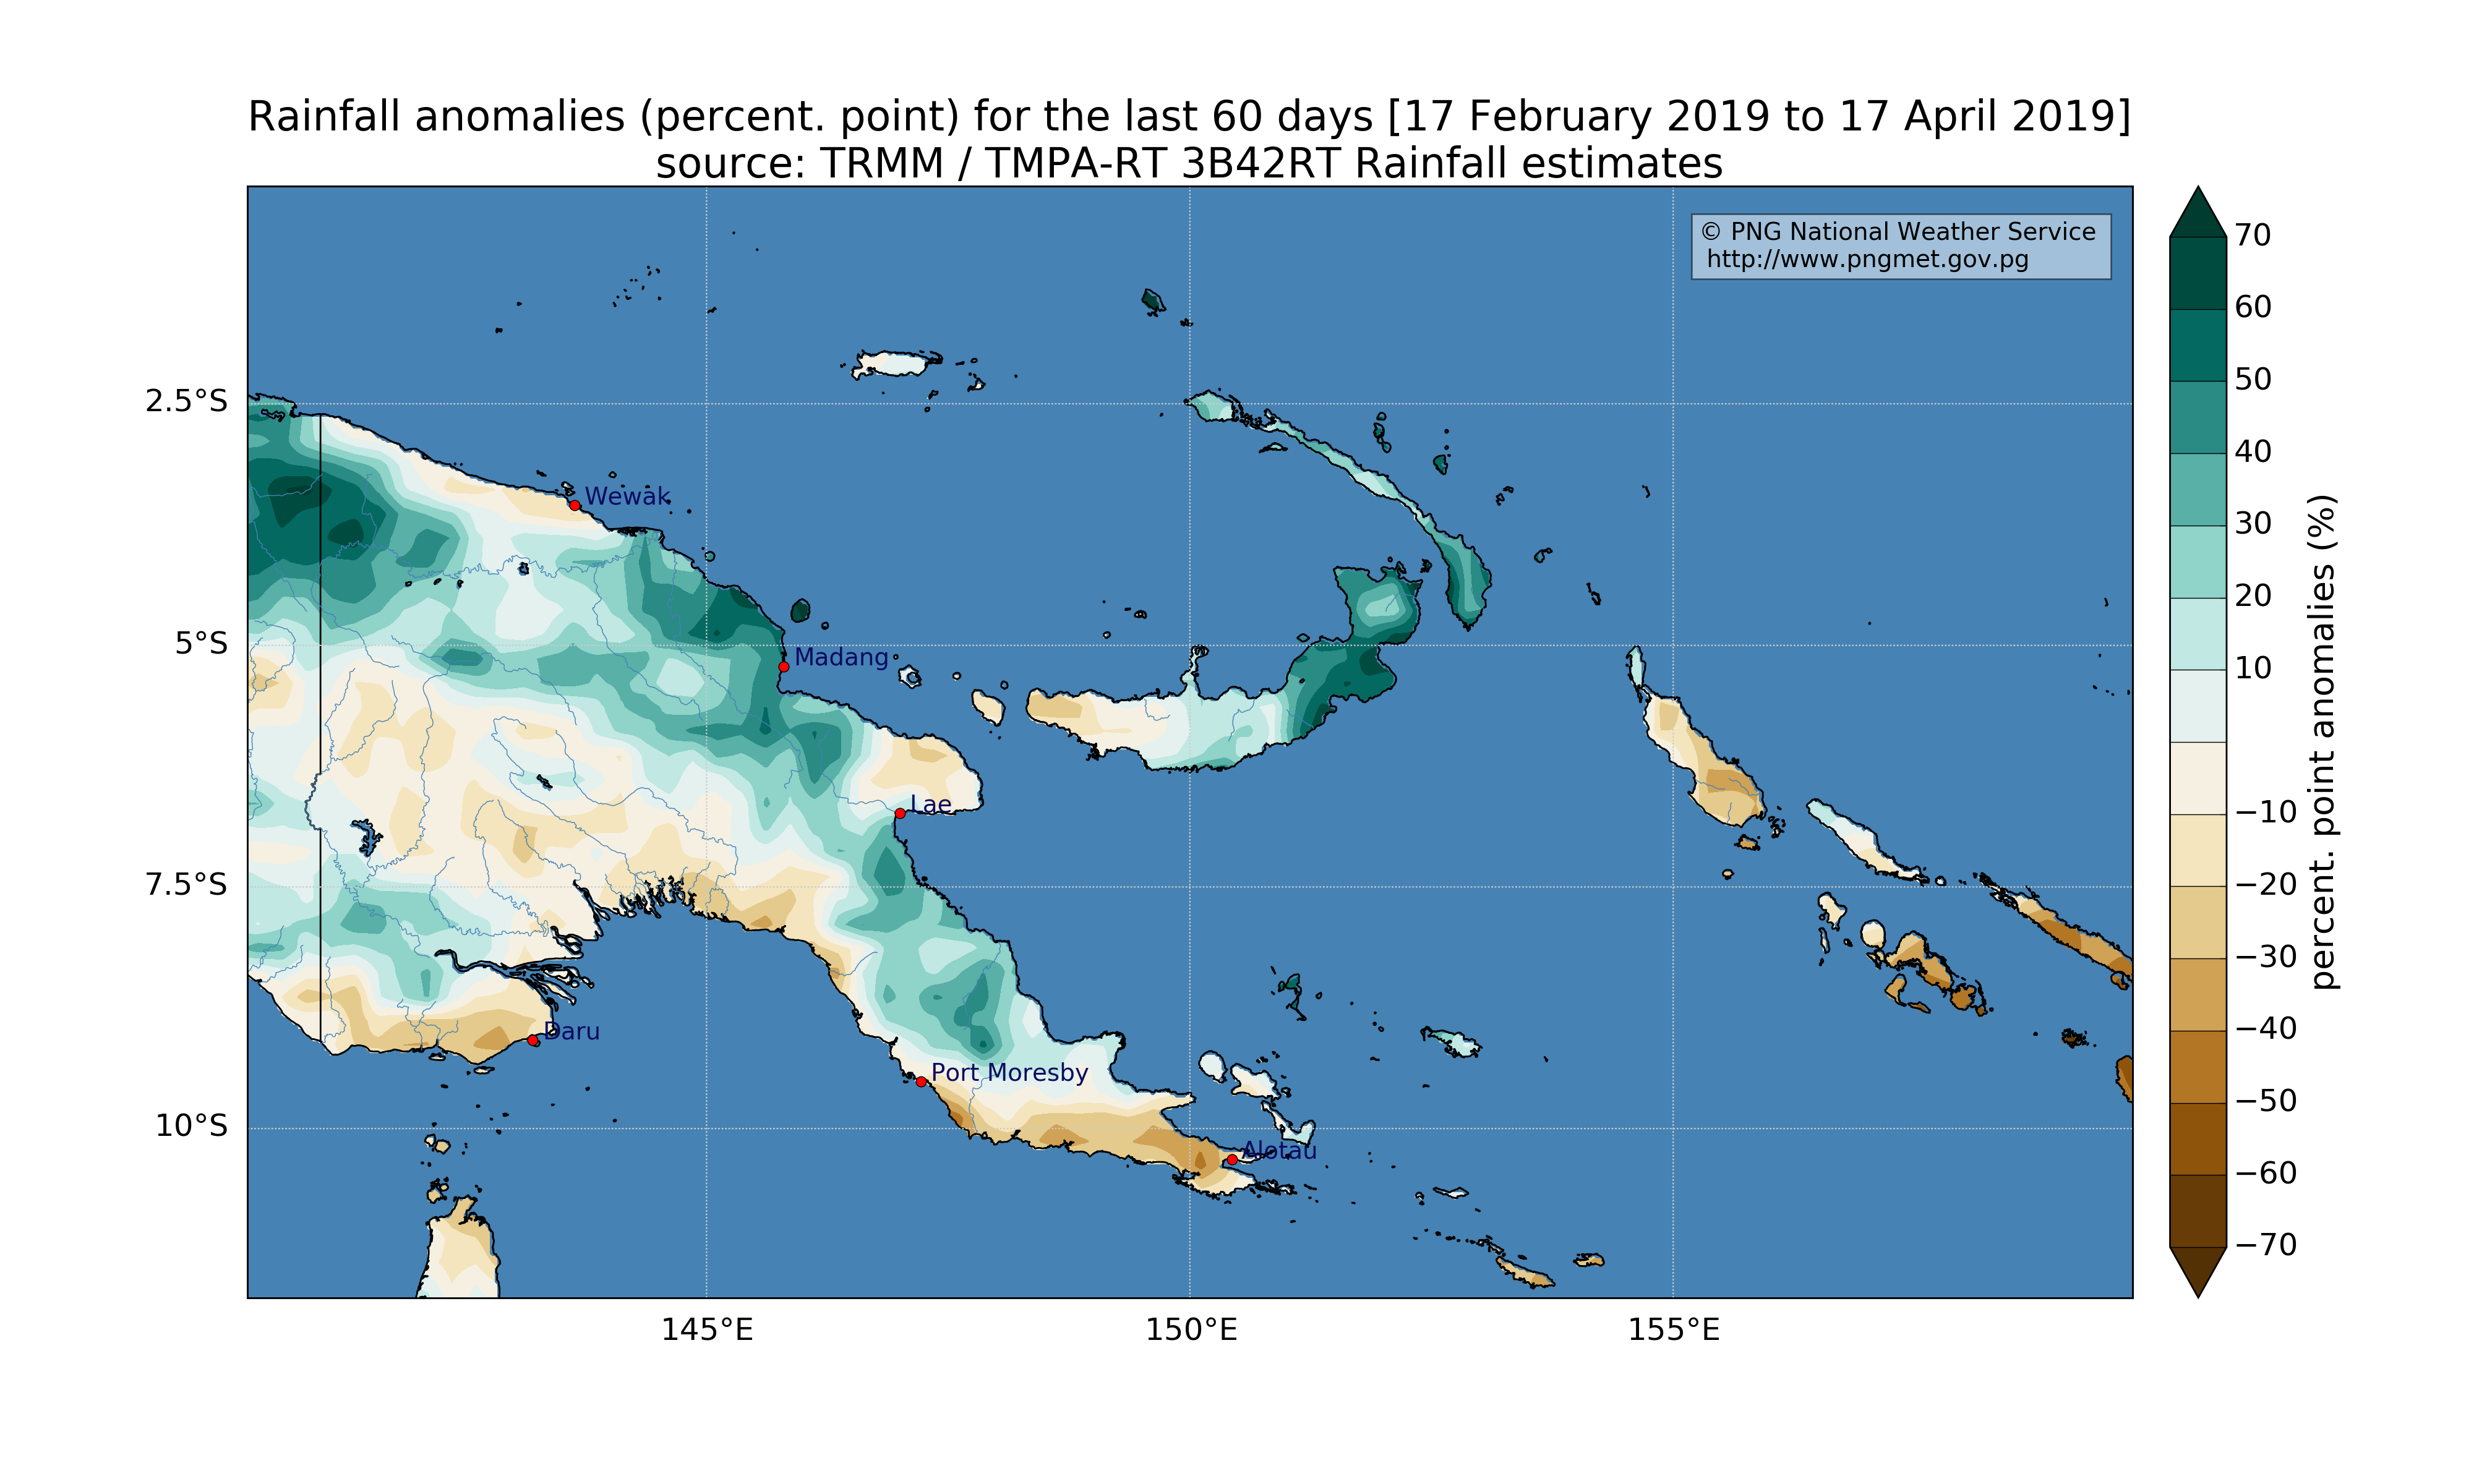 Rainfall anomalies (percent. point) for the last 60 days [17 February 2019 to 17 April 2019]
source: TRMM / TMPA-RT 3B42RT Rainfall estimates
© PNG National Weather Service
http://www.pngmet.gov.pg
2.5°S
5°S
7.5°S
10°S
145°E
150°E
155°E
Wewak
Madang
Lae
Daru
Port Moresby
Alotau
70
60
50
40
30
20
10
−10
−20
−30
−40
−50
−60
−70
percent. point anomalies (%)